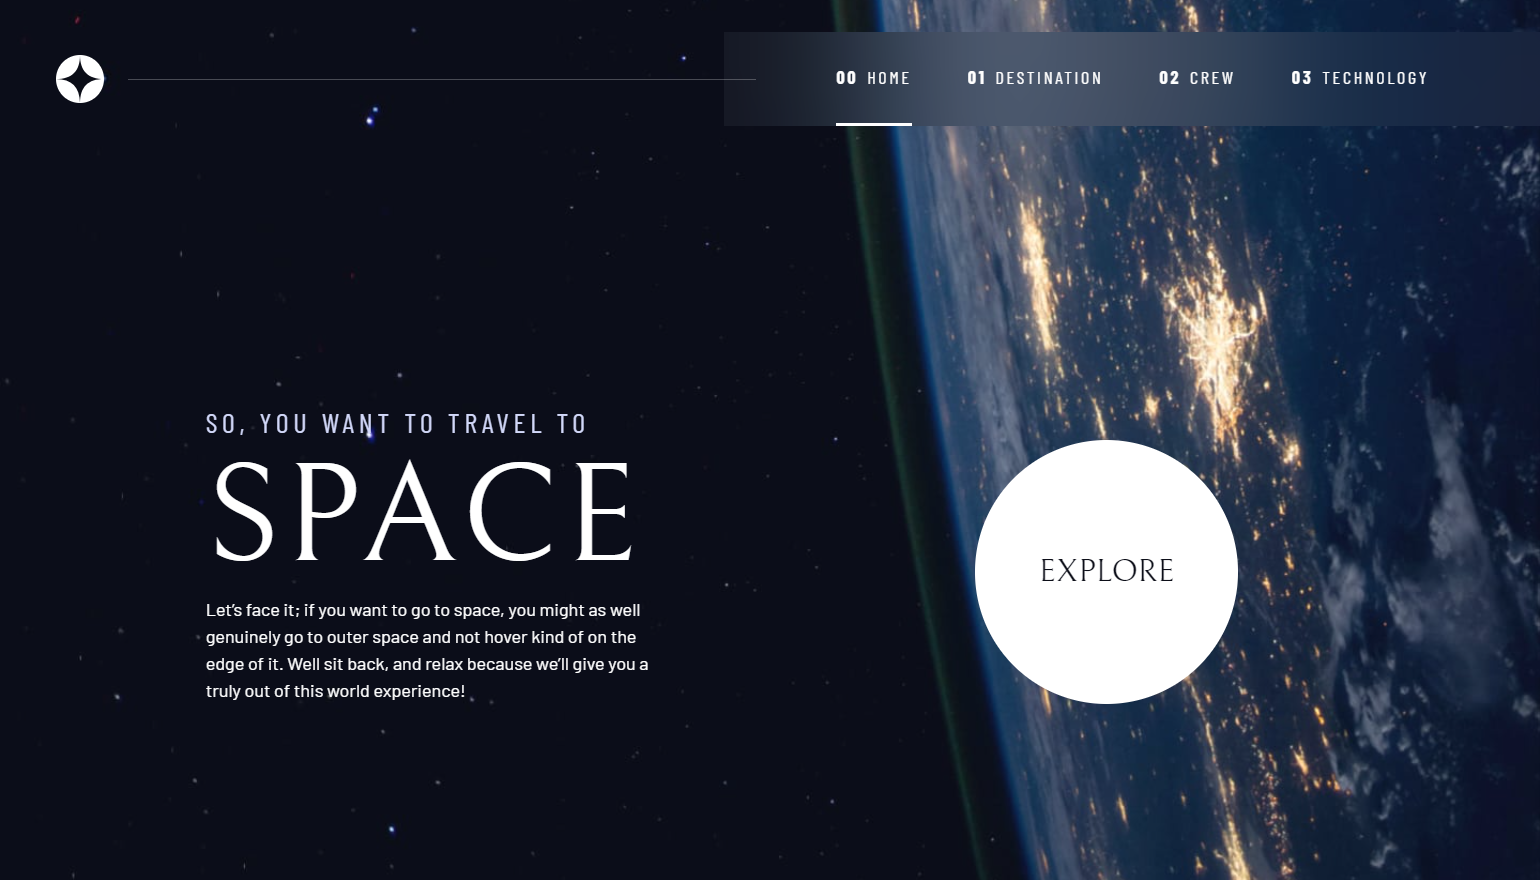 00 HOME 01 DESTINATION 02 CREW 03 TECHNOLOGY
SO, YOU WANT TO TRAVEL TO
SPACE
Let’s face it; if you want to go to space, you might as well
genuinely go to outer space and not hover kind of on the
edge of it. Well sit back, and relax because we’ll give you a
truly out of this world experience!
EXPLORE